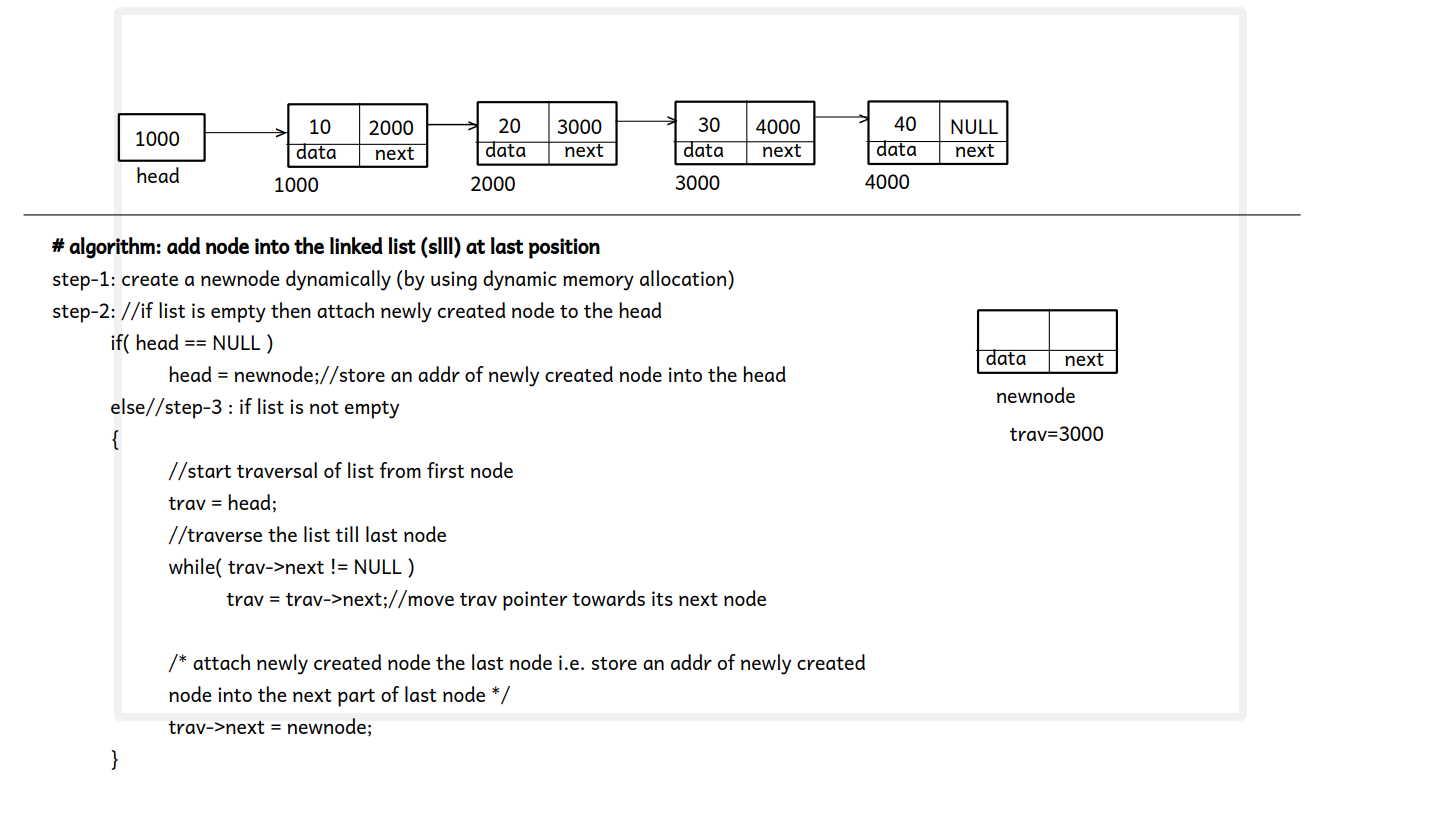 1000
head
10 2000
data next
1000
20 3000
data next
2000
30 4000
data next
3000
40 NULL
data next
4000
# algorithm: add node into the linked list (slll) at last position
step-1: create a newnode dynamically (by using dynamic memory allocation)
step-2: //if list is empty then attach newly created node to the head
if( head == NULL )
head = newnode;//store an addr of newly created node into the head
else//step-3 : if list is not empty
{
//start traversal of list from first node
trav = head;
//traverse the list till last node
while( trav->next != NULL )
trav = trav->next;//move trav pointer towards its next node
/* attach newly created node the last node i.e. store an addr of newly created
node into the next part of last node */
trav->next = newnode;
}
data next
newnode
trav=3000